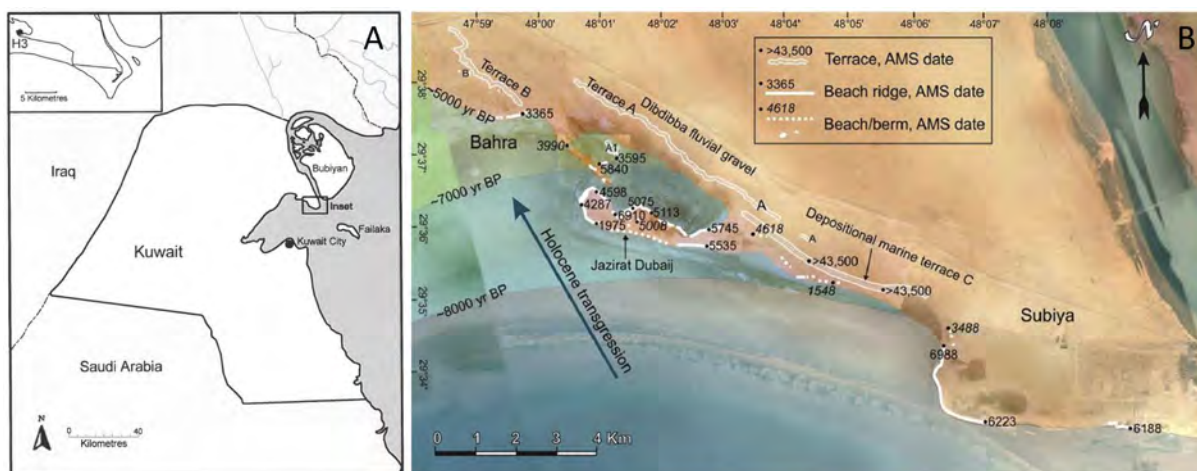 H3
5 Kilometres
A
Iraq
Bubiyan
Inset
Failaka
Kuwait City
Kuwait
Saudi Arabia
N
Kilometres
0 40
47°59' 48°00' 48°01' 48°02' 48°03' 48°04' 48°05' 48°06' 48°07' 48°08'
N
B
>43,500 Terrace, AMS date
3365 Beach ridge, AMS date
4618 Beach/berm, AMS date
29°38'
29°37'
29°36'
29°35'
29°34'
B
Terrace B
Terrace A
Dibdibba fluvial gravel
~5000 yr BP
3365
Bahra
3990
A1
3595
5840
~7000 yr BP
4598
4287
5075
5910
5113
5008
1975
5745
5535
A
4618
A
Depositional marine terrace C
>43,500
Jazirat Dubaij
1548
>43,500
~8000 yr BP
Holocene transgression
Subiya
3488
6988
6223
6188
0 1 2 3 4 Km